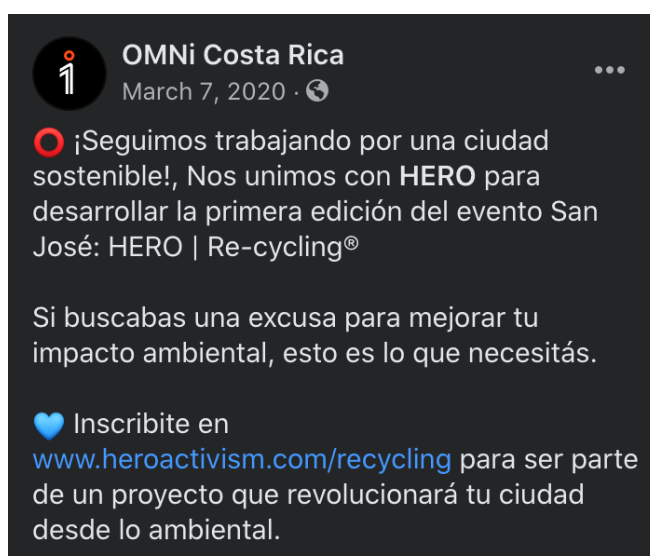 OMNi Costa Rica
March 7, 2020 ·
⭕ ¡Seguimos trabajando por una ciudad
sostenible!, Nos unimos con HERO para
desarrollar la primera edición del evento San
José: HERO | Re-cycling®
Si buscabas una excusa para mejorar tu
impacto ambiental, esto es lo que necesitás.
💙 Inscribite en
www.heroactivism.com/recycling para ser parte
de un proyecto que revolucionará tu ciudad
desde lo ambiental.